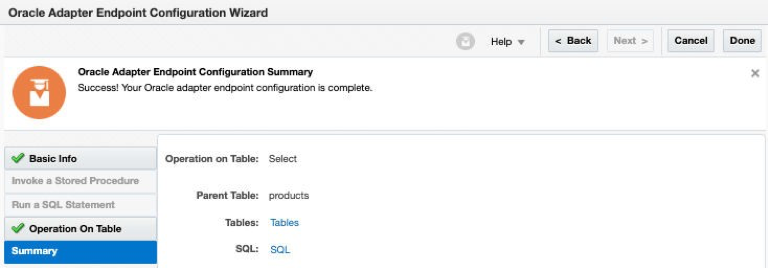 Oracle Adapter Endpoint Configuration Wizard
Help
< Back
Next >
Cancel
Done
Oracle Adapter Endpoint Configuration Summary
Success! Your Oracle adapter endpoint configuration is complete.
Basic Info
Invoke a Stored Procedure
Run a SQL Statement
Operation On Table
Summary
Operation on Table: Select
Parent Table: products
Tables: Tables
SQL: SQL